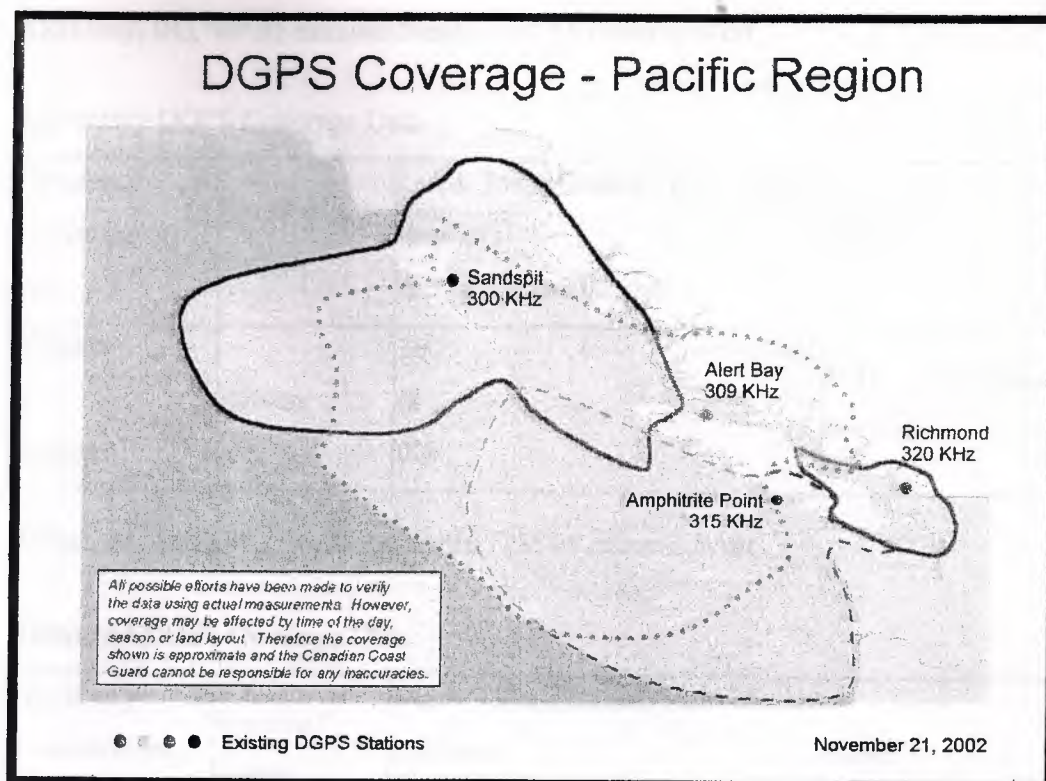 DGPS Coverage - Pacific Region
Sandspit
300 KHz
Alert Bay
309 KHz
Richmond
320 KHz
Amphitrite Point
315 KHz
All possible efforts have been made to verify
the data using actual measurements. However,
coverage may be affected by time of the day,
season or land layout. Therefore the coverage
shown is approximate and the Canadian Coast
Guard cannot be responsible for any inaccuracies.
Existing DGPS Stations
November 21, 2002